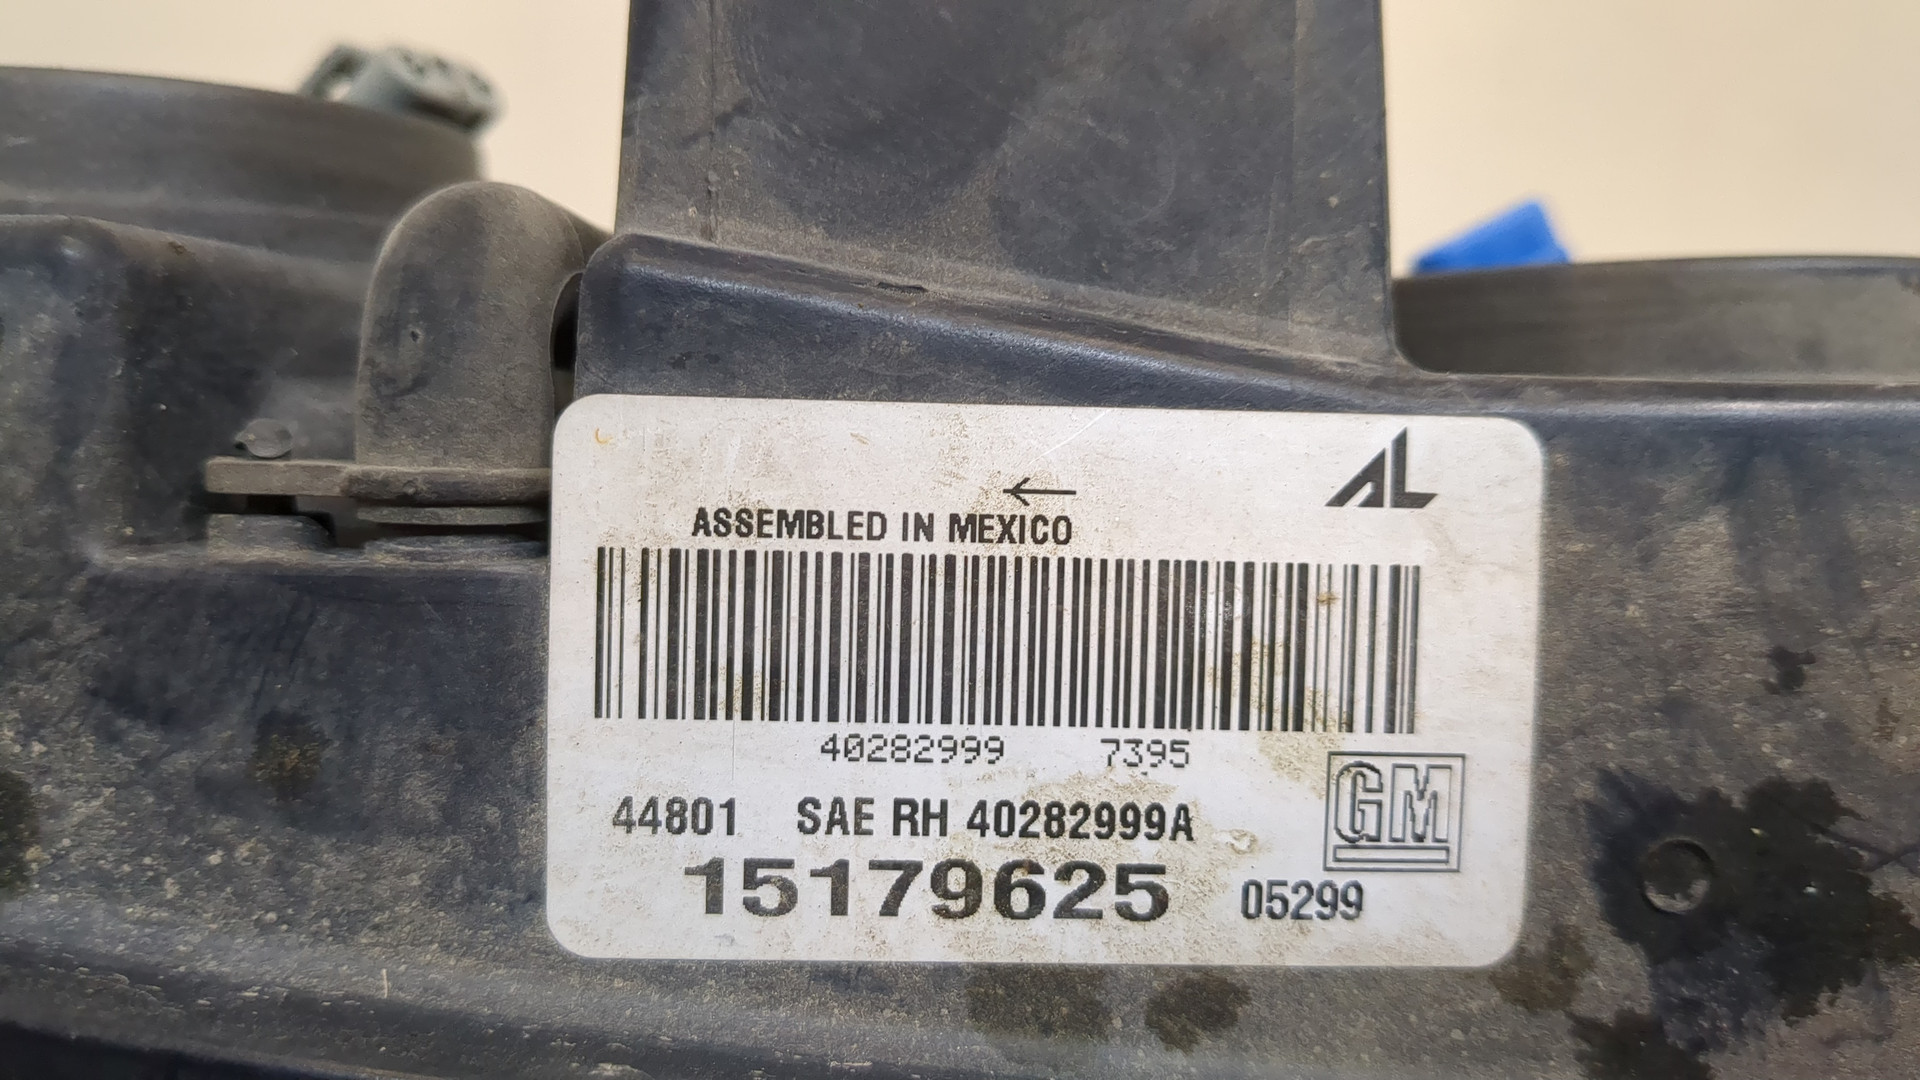 AL
ASSEMBLED IN MEXICO
40282999 7395
44801 SAE RH 40282999A
GM
15179625 05299